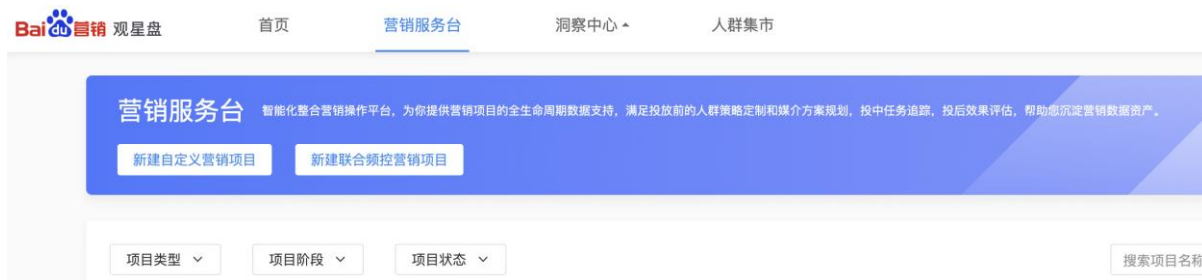 Bai du 营销 观星盘 首页 营销服务台 洞察中心 人群集市
营销服务台 智能化整合营销操作平台，为你提供营销项目的全生命周期数据支持，满足投放前的人群策略定制和媒介方案规划，投中任务追踪，投后效果评估，帮助您沉淀营销数据资产。
新建自定义营销项目 新建联合频控营销项目
项目类型 项目阶段 项目状态 搜索项目名称